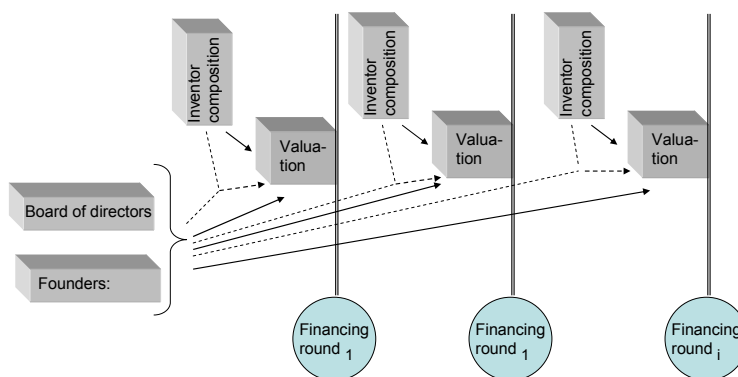 Inventor
composition
Valua-
tion
Inventor
composition
Valua-
tion
Inventor
composition
Valua-
tion
Board of directors
Founders:
Financing
round 1
Financing
round 1
Financing
round i